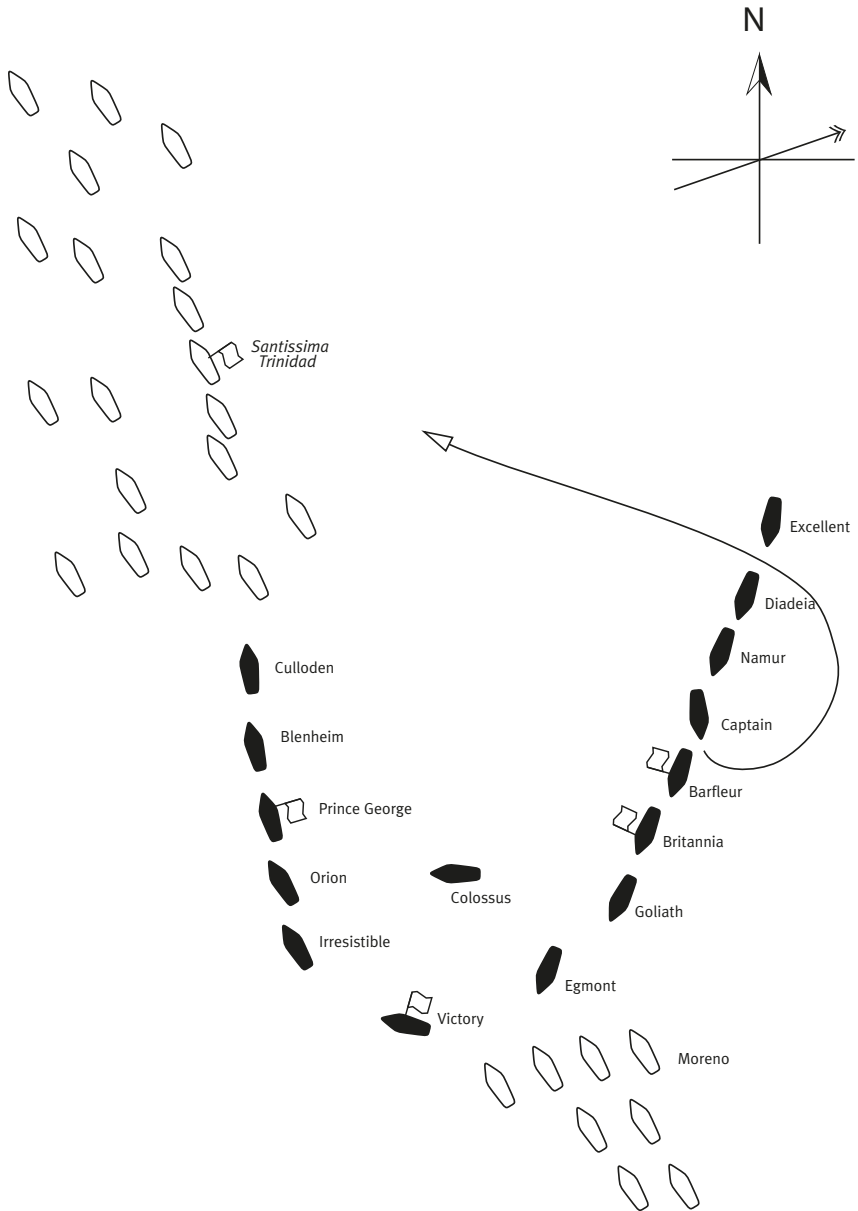 N
Santissima
Trinidad
Excellent
Diadeia
Namur
Culloden
Captain
Blenheim
Barfleur
Prince George
Britannia
Orion
Colossus
Goliath
Irresistible
Egmont
Victory
Moreno